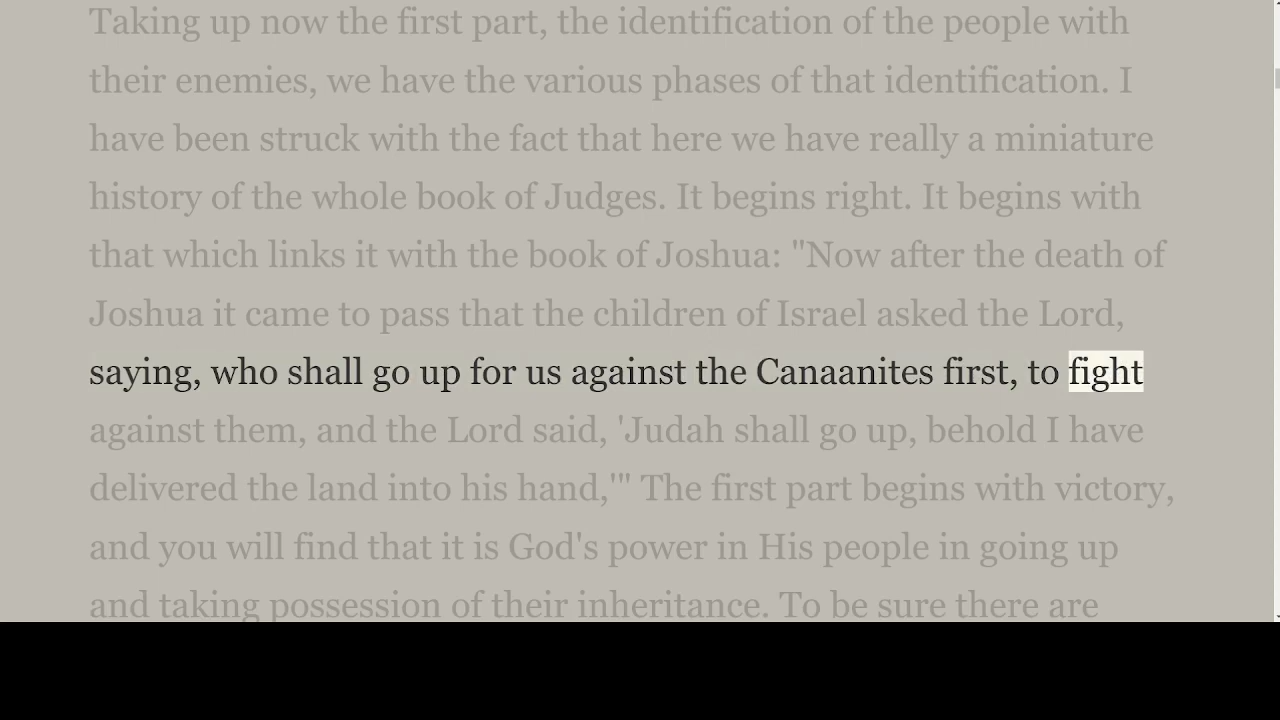 Taking up now the first part, the identification of the people with
their enemies, we have the various phases of that identification. I
have been struck with the fact that here we have really a miniature
history of the whole book of Judges. It begins right. It begins with
that which links it with the book of Joshua: "Now after the death of
Joshua it came to pass that the children of Israel asked the Lord,
saying, who shall go up for us against the Canaanites first, to fight
against them, and the Lord said, 'Judah shall go up, behold I have
delivered the land into his hand,'" The first part begins with victory,
and you will find that it is God's power in His people in going up
and taking possession of their inheritance. To be sure there are